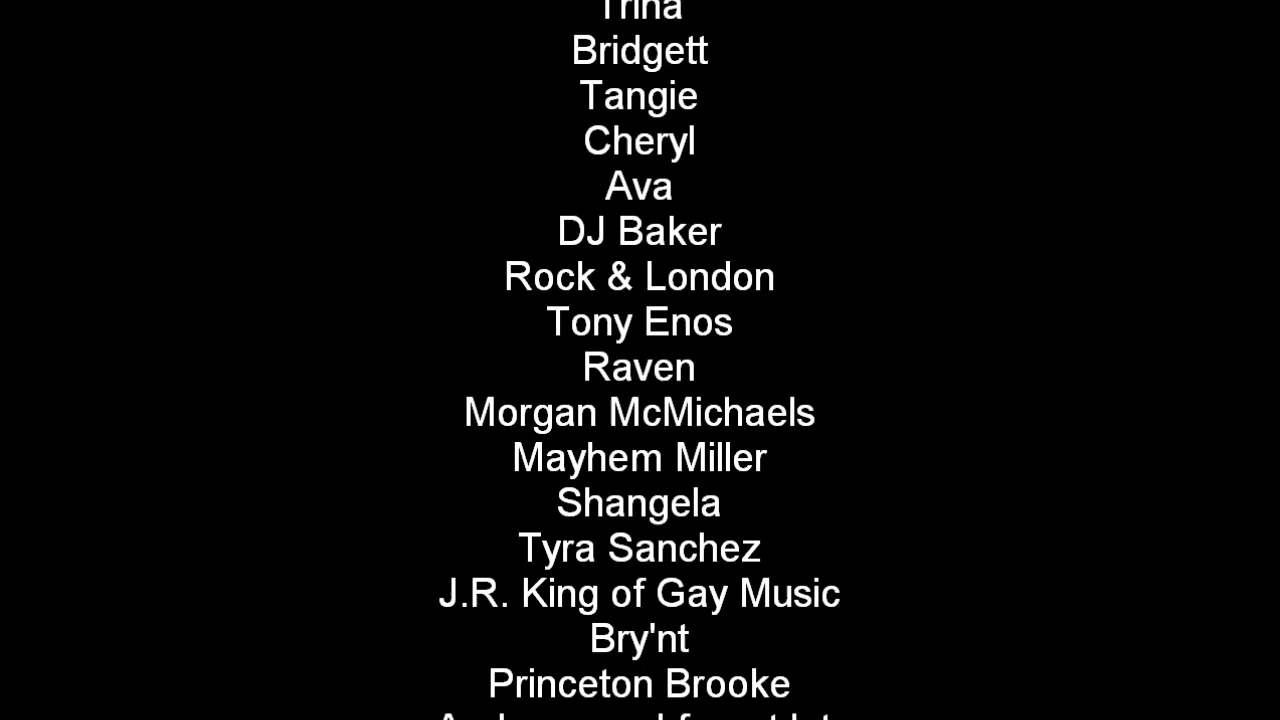 Trina
Bridgett
Tangie
Cheryl
Ava
DJ Baker
Rock & London
Tony Enos
Raven
Morgan McMichaels
Mayhem Miller
Shangela
Tyra Sanchez
J.R. King of Gay Music
Bry'nt
Princeton Brooke